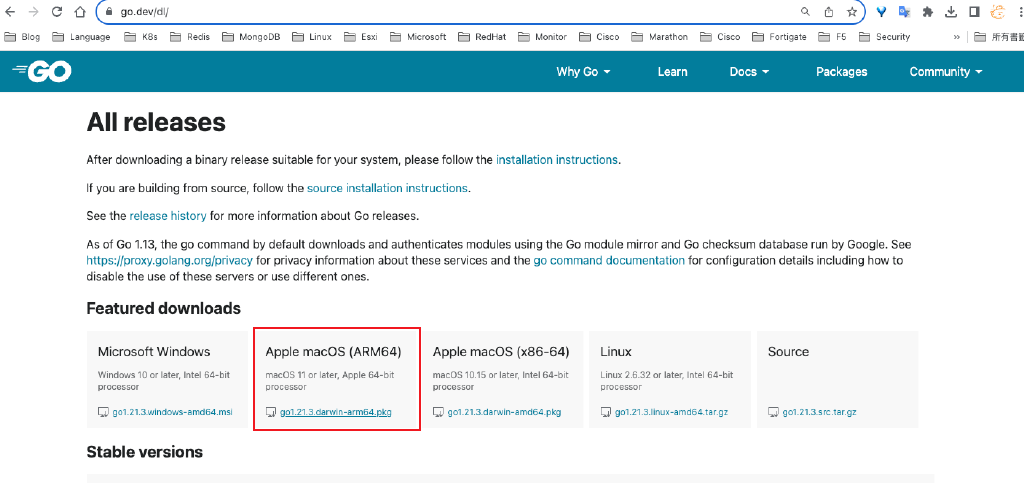 go.dev/dl/
Blog Language K8s Redis MongoDB Linux Esxi Microsoft RedHat Monitor Cisco Marathon Cisco Fortigate F5 Security » 所有書籤
GO Why Go Learn Docs Packages Community
All releases
After downloading a binary release suitable for your system, please follow the installation instructions.
If you are building from source, follow the source installation instructions.
See the release history for more information about Go releases.
As of Go 1.13, the go command by default downloads and authenticates modules using the Go module mirror and Go checksum database run by Google. See
https://proxy.golang.org/privacy for privacy information about these services and the go command documentation for configuration details including how to
disable the use of these servers or use different ones.
Featured downloads
Microsoft Windows
Windows 10 or later, Intel 64-bit
processor
go1.21.3.windows-amd64.msi
Apple macOS (ARM64)
macOS 11 or later, Apple 64-bit
processor
go1.21.3.darwin-arm64.pkg
Apple macOS (x86-64)
macOS 10.15 or later, Intel 64-bit
processor
go1.21.3.darwin-amd64.pkg
Linux
Linux 2.6.32 or later, Intel 64-bit
processor
go1.21.3.linux-amd64.tar.gz
Source
go1.21.3.src.tar.gz
Stable versions